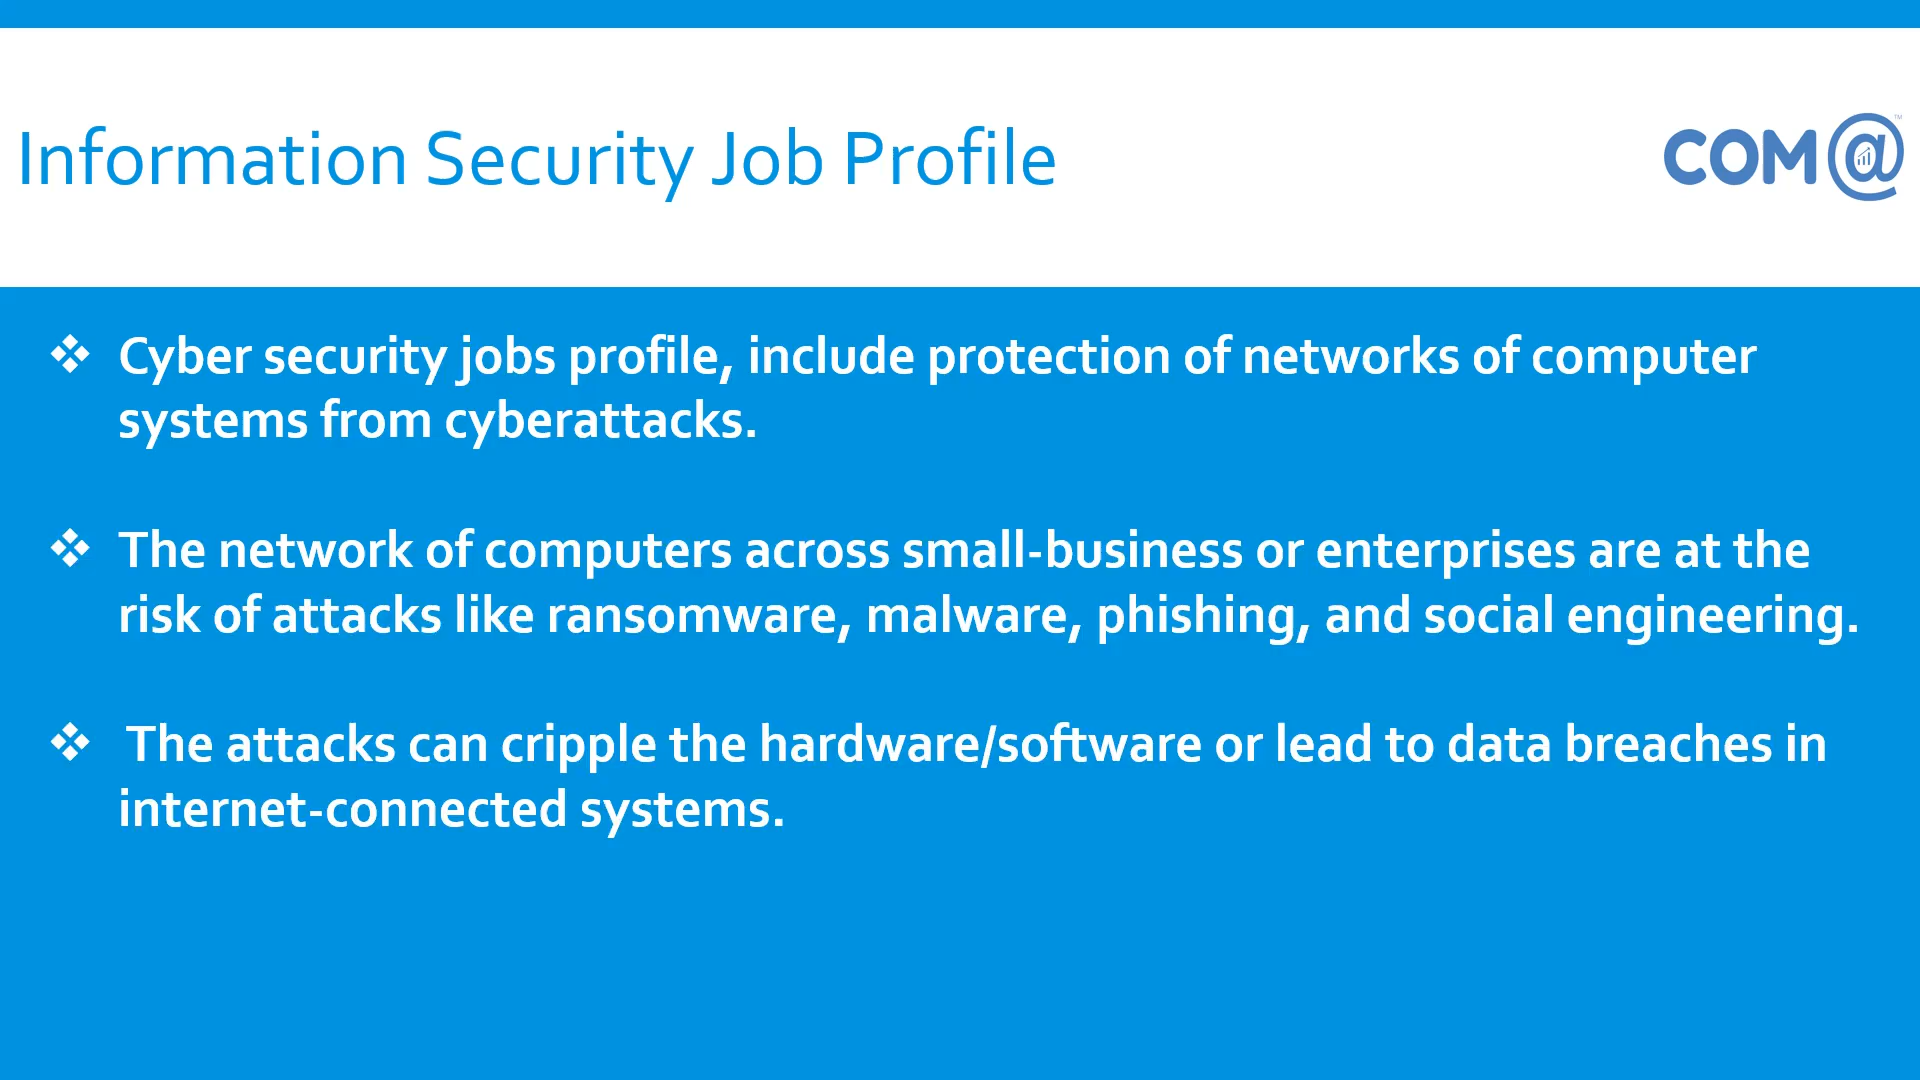 Information Security Job Profile
COM@
TM
❖ Cyber security jobs profile, include protection of networks of computer
systems from cyberattacks.
❖ The network of computers across small-business or enterprises are at the
risk of attacks like ransomware, malware, phishing, and social engineering.
❖ The attacks can cripple the hardware/software or lead to data breaches in
internet-connected systems.